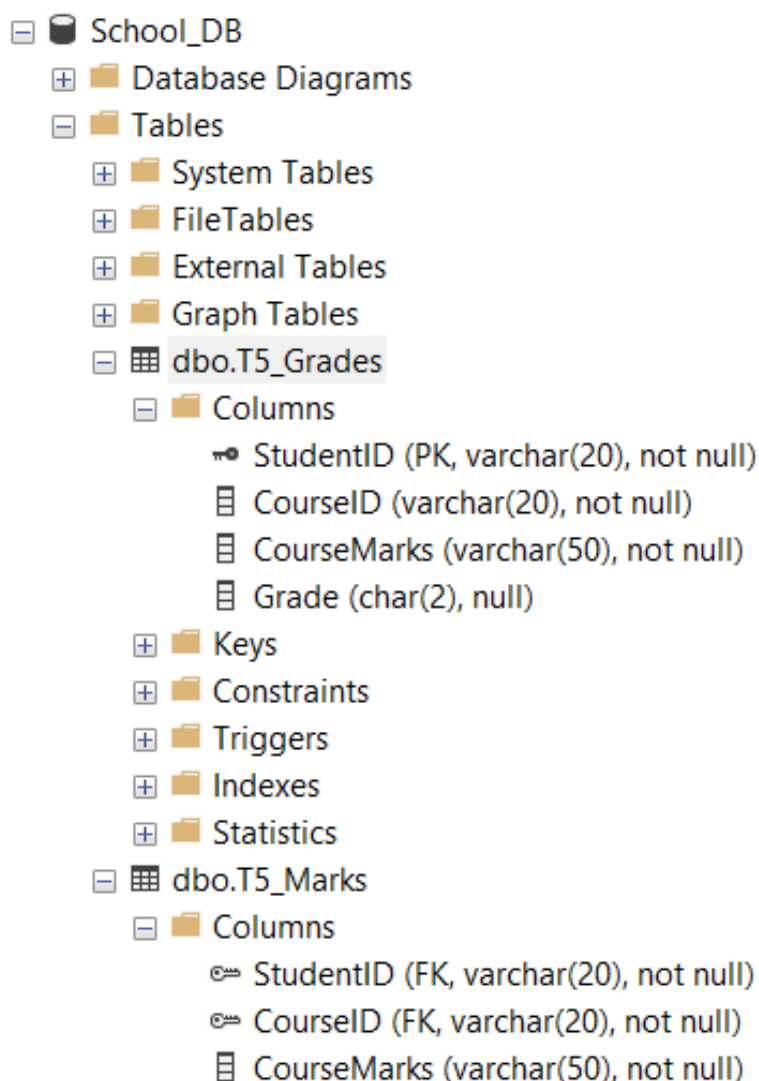 School_DB
Database Diagrams
Tables
System Tables
FileTables
External Tables
Graph Tables
dbo.T5_Grades
Columns
StudentID (PK, varchar(20), not null)
CourseID (varchar(20), not null)
CourseMarks (varchar(50), not null)
Grade (char(2), null)
Keys
Constraints
Triggers
Indexes
Statistics
dbo.T5_Marks
Columns
StudentID (FK, varchar(20), not null)
CourseID (FK, varchar(20), not null)
CourseMarks (varchar(50), not null)